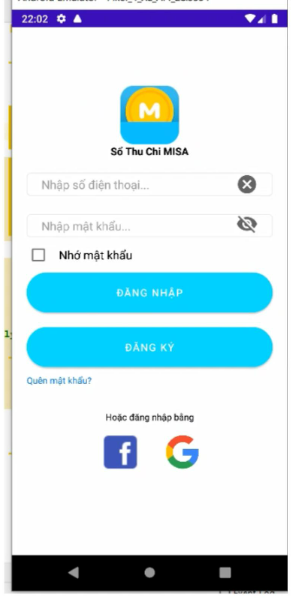 22:02
M
Sổ Thu Chi MISA
Nhập số điện thoại...
Nhập mật khẩu...
Nhớ mật khẩu
ĐĂNG NHẬP
ĐĂNG KÝ
Quên mật khẩu?
Hoặc đăng nhập bằng
f
G